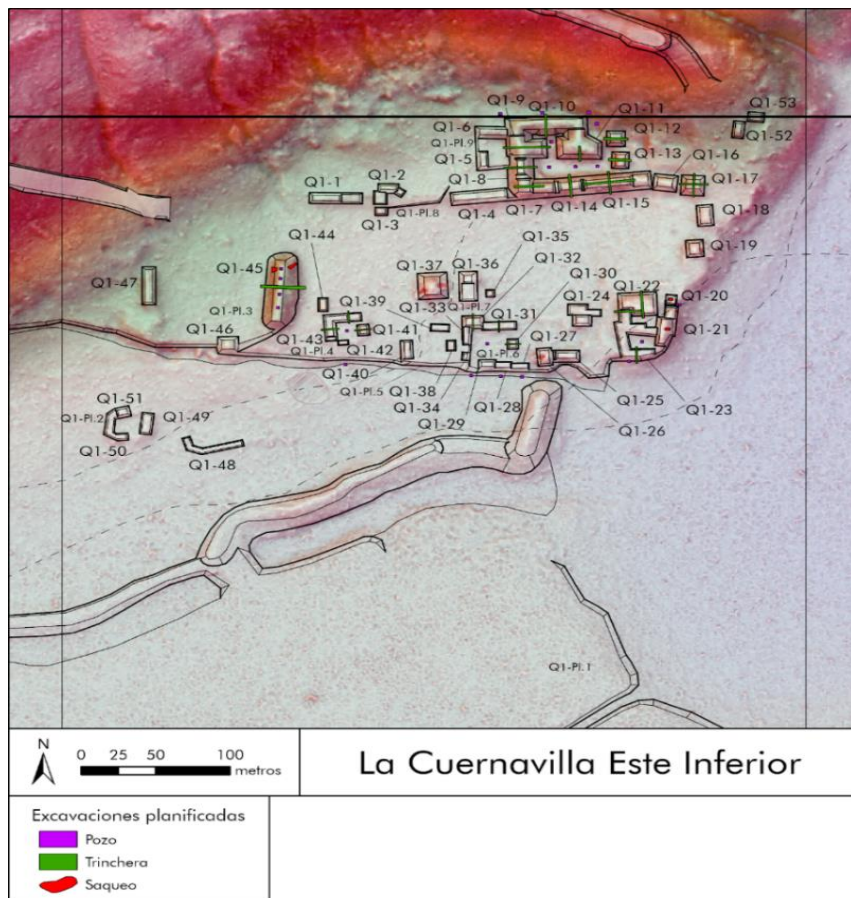 Q1-9
Q1-10
Q1-11
Q1-53
Q1-6
Q1-12
Q1-52
Q1-Pl.9
Q1-13
Q1-5
Q1-16
Q1-2
Q1-8
Q1-17
Q1-1
Q1-3
Q1-Pl.8
Q1-4
Q1-7
Q1-14
Q1-15
Q1-18
Q1-44
Q1-35
Q1-19
Q1-36
Q1-32
Q1-45
Q1-37
Q1-30
Q1-47
Q1-39
Q1-33
Q1-Pl.7
Q1-22
Q1-20
Q1-Pl.3
Q1-31
Q1-24
Q1-46
Q1-43
Q1-41
Q1-21
Q1-Pl.4
Q1-42
Q1-27
Q1-Pl.6
Q1-40
Q1-38
Q1-Pl.5
Q1-34
Q1-25
Q1-23
Q1-51
Q1-29
Q1-28
Q1-26
Q1-Pl.2
Q1-49
Q1-50
Q1-48
Q1-Pl.1
N
0 25 50 100
metros
La Cuernavilla Este Inferior
Excavaciones planificadas
Pozo
Trinchera
Saqueo